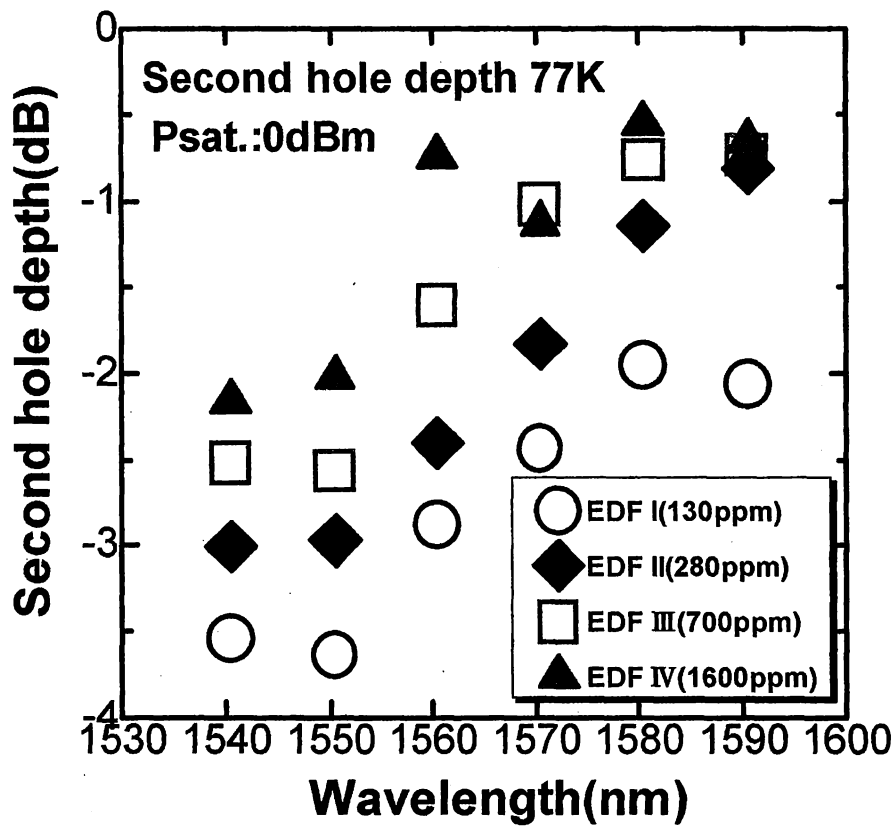 Second hole depth 77K
Psat.:0dBm
Second hole depth(dB)
0
-1
-2
-3
-4
EDF I(130ppm)
EDF II(280ppm)
EDF III(700ppm)
EDF IV(1600ppm)
1530 1540 1550 1560 1570 1580 1590 1600
Wavelength(nm)